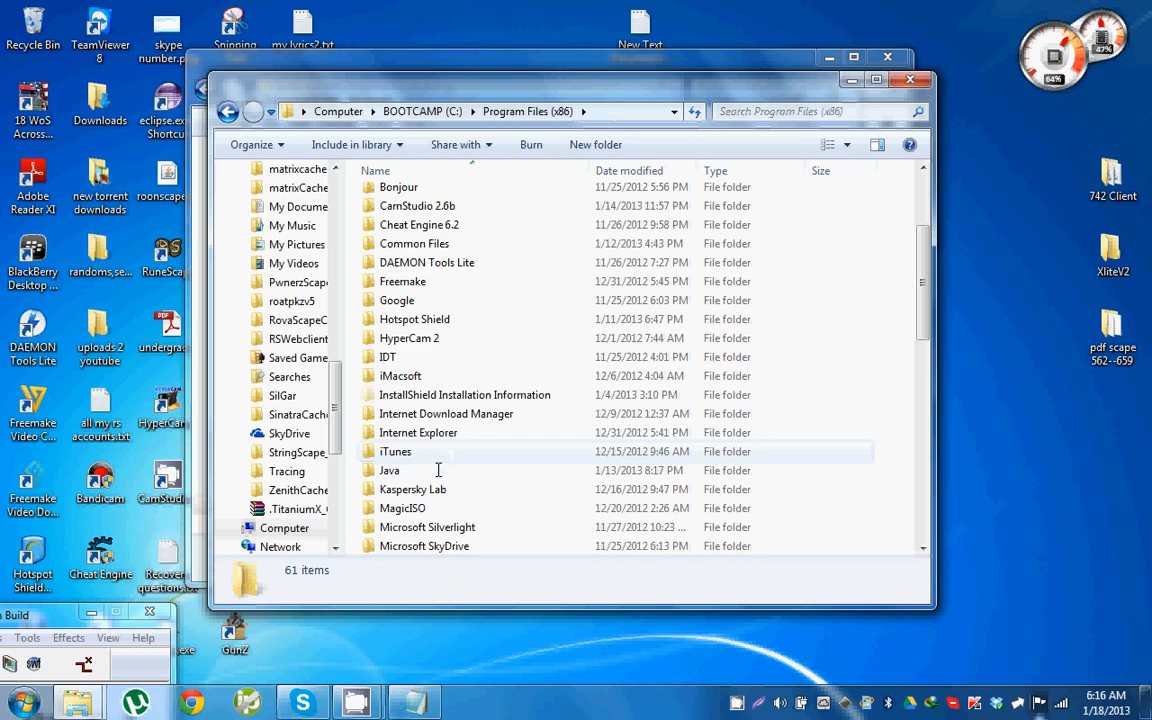 Recycle Bin
TeamViewer 8
skype number.p...
Snipping
my lyrics2.txt
New Text
64%
47%
18 WoS Across...
Downloads
eclipse.exe Shortcu
Adobe Reader XI
new torrent downloads
roonscape
BlackBerry Desktop ...
randoms,se...
RuneSca
DAEMON Tools Lite
uploads 2 youtube
undergra
Freemake Video C...
all my rs accounts.txt
HyperCam
Freemake Video Do...
Bandicam
CamStudio
Hotspot Shield...
Cheat Engine
Recover questions.txt
GunZ
.exe
742 Client
XliteV2
pdf scape 562--659
Computer
BOOTCAMP (C:)
Program Files (x86)
Search Program Files (x86)
Organize
Include in library
Share with
Burn
New folder
matrixcache
matrixCache
My Docume
My Music
My Pictures
My Videos
PwnerzScape
roatpkzv5
RovaScapeC
RSWebclient
Saved Game
Searches
SilGar
SinatraCache
SkyDrive
StringScape_
Tracing
ZenithCache
.TitaniumX_
Computer
Network
Name Date modified Type Size
Bonjour 11/25/2012 5:56 PM File folder
CamStudio 2.6b 1/14/2013 11:57 PM File folder
Cheat Engine 6.2 11/26/2012 9:58 PM File folder
Common Files 1/12/2013 4:43 PM File folder
DAEMON Tools Lite 11/26/2012 7:27 PM File folder
Freemake 12/31/2012 5:45 PM File folder
Google 11/25/2012 6:03 PM File folder
Hotspot Shield 1/11/2013 6:47 PM File folder
HyperCam 2 12/1/2012 7:44 AM File folder
IDT 11/25/2012 4:01 PM File folder
iMacsoft 12/6/2012 4:04 AM File folder
InstallShield Installation Information 1/4/2013 3:10 PM File folder
Internet Download Manager 12/9/2012 12:37 AM File folder
Internet Explorer 12/31/2012 5:41 PM File folder
iTunes 12/15/2012 9:46 AM File folder
Java 1/13/2013 8:17 PM File folder
Kaspersky Lab 12/16/2012 9:47 PM File folder
MagicISO 12/20/2012 2:26 AM File folder
Microsoft Silverlight 11/27/2012 10:23 ... File folder
Microsoft SkyDrive 11/25/2012 6:13 PM File folder
61 items
Build
Tools Effects View Help
SWF
6:16 AM
1/18/2013